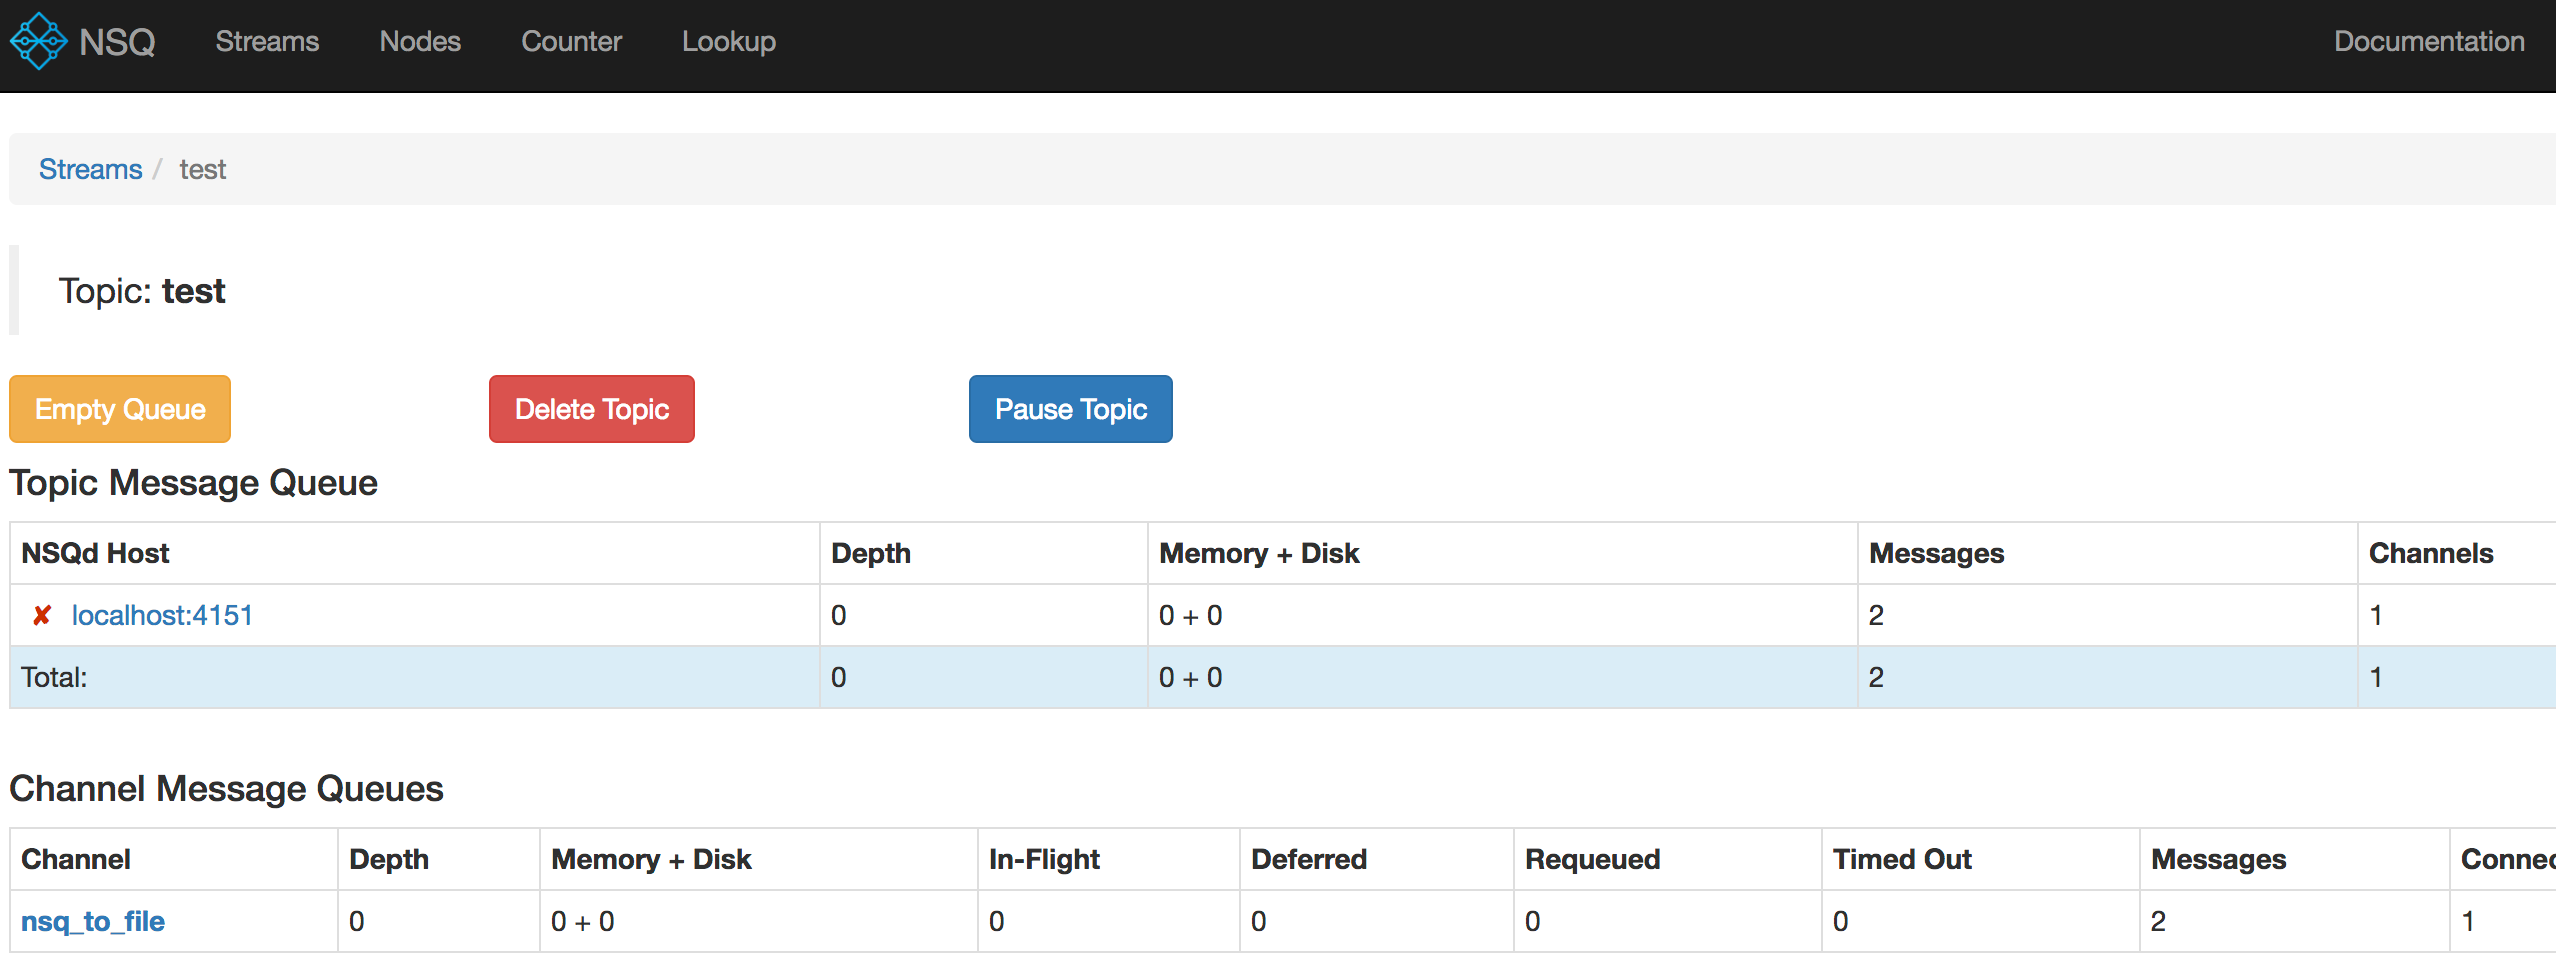 NSQ Streams Nodes Counter Lookup Documentation
Streams / test
Topic: test
Empty Queue Delete Topic Pause Topic
Topic Message Queue
NSQd Host Depth Memory + Disk Messages Channels
✘ localhost:4151 0 0 + 0 2 1
Total: 0 0 + 0 2 1
Channel Message Queues
Channel Depth Memory + Disk In-Flight Deferred Requeued Timed Out Messages Connec
nsq_to_file 0 0 + 0 0 0 0 0 2 1